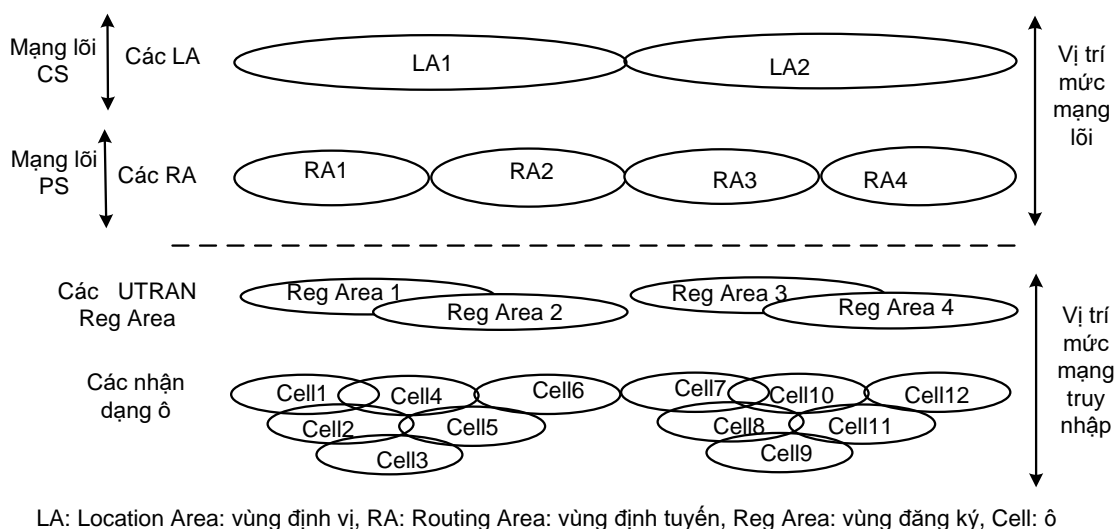 Mạng lõi
CS
Các LA
LA1
LA2
Vị trí
mức
mạng
lõi
Mạng lõi
PS
Các RA
RA1
RA2
RA3
RA4
Các UTRAN
Reg Area
Reg Area 1
Reg Area 2
Reg Area 3
Reg Area 4
Vị trí
mức
mạng
truy
nhập
Các nhận
dạng ô
Cell1
Cell4
Cell6
Cell7
Cell10
Cell12
Cell2
Cell5
Cell8
Cell11
Cell3
Cell9
LA: Location Area: vùng định vị, RA: Routing Area: vùng định tuyến, Reg Area: vùng đăng ký, Cell: ô